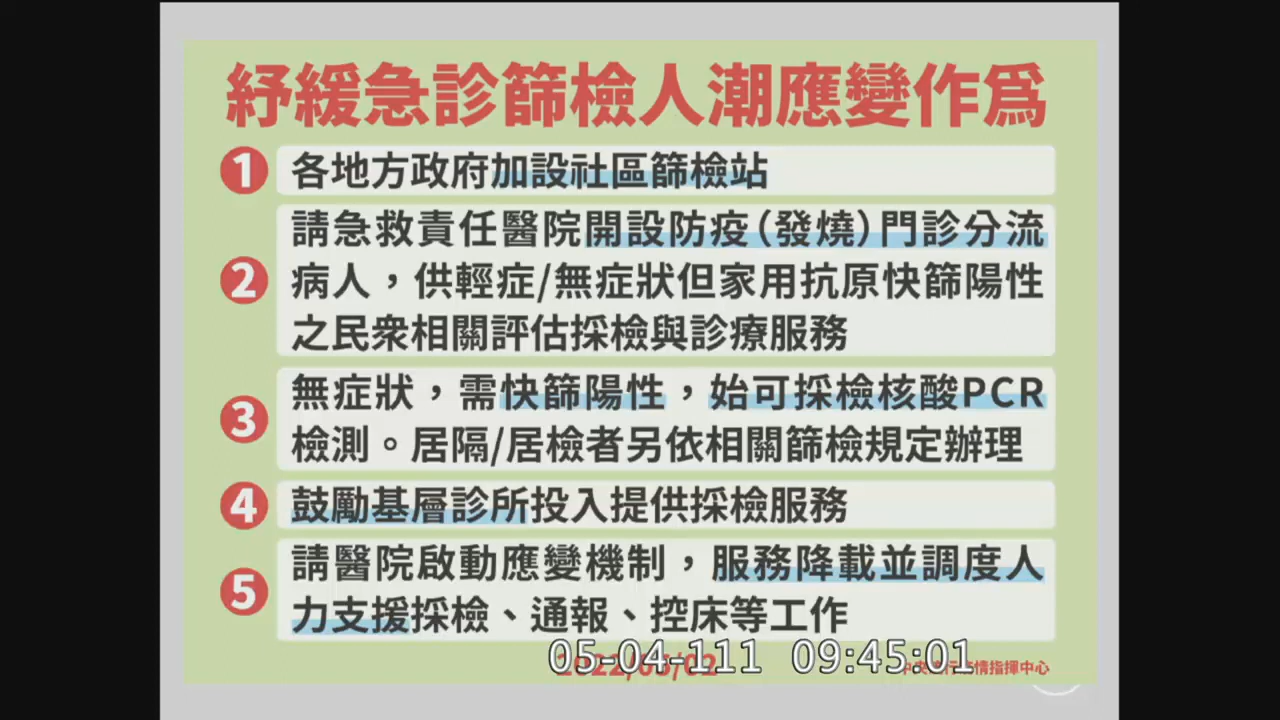 紓緩急診篩檢人潮應變作爲
1 各地方政府加設社區篩檢站
請急救責任醫院開設防疫(發燒)門診分流
2 病人，供輕症/無症狀但家用抗原快篩陽性
之民眾相關評估採檢與診療服務
無症狀，需快篩陽性，始可採檢核酸PCR
3 檢測。居隔/居檢者另依相關篩檢規定辦理
4 鼓勵基層診所投入提供採檢服務
請醫院啟動應變機制，服務降載並調度人
5 力支援採檢、通報、控床等工作
05-04-111 09:45:01
情指揮中心